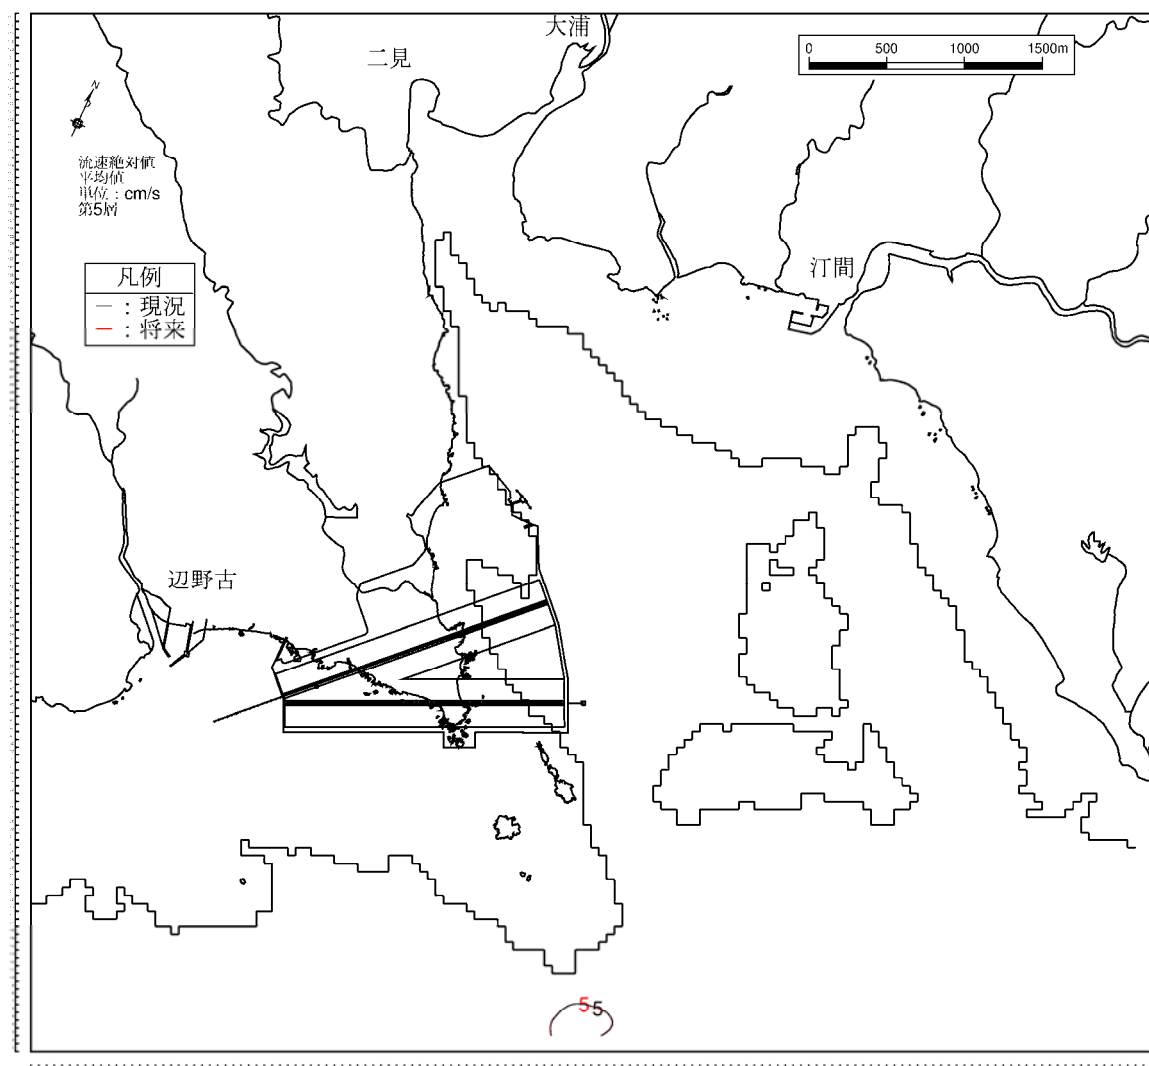 大浦
二見
0 500 1000 1500m
N
流速絶対値
平均値
単位：cm/s
第5層
汀間
凡例
― ：現況
― ：将来
辺野古
5 5